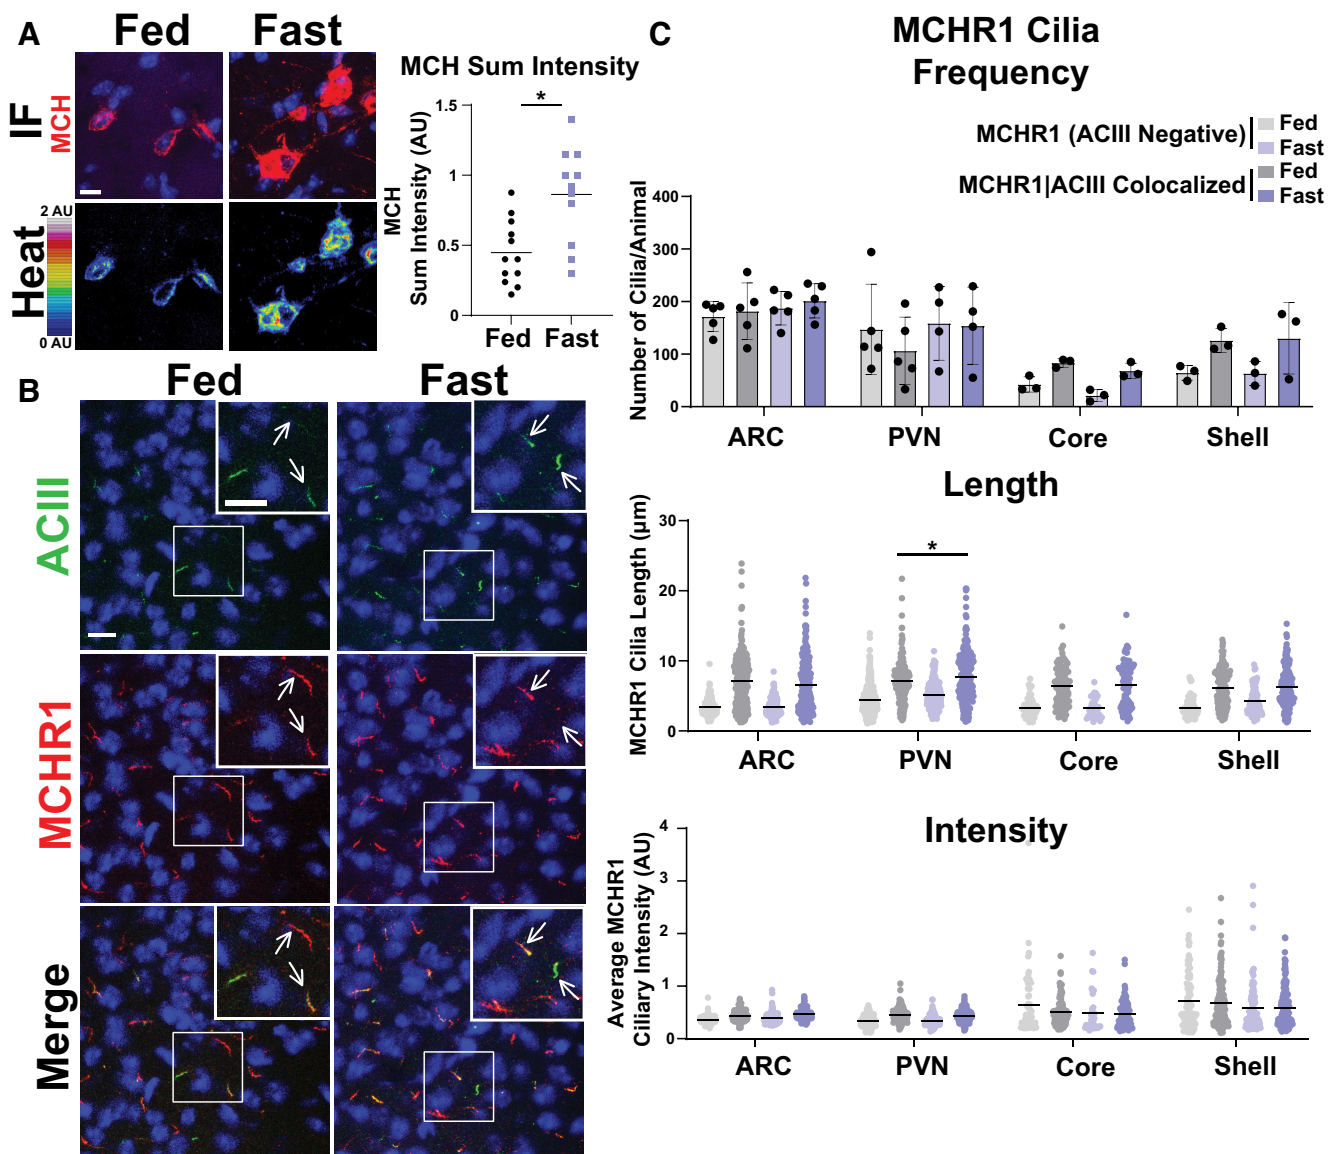 A
Fed
Fast
IF
MCH
Heat
2 AU
0 AU
MCH Sum Intensity
MCH
Sum Intensity (AU)
1.5
1
0.5
0
*
Fed
Fast
B
Fed
Fast
ACIII
MCHR1
Merge
C
MCHR1 Cilia
Frequency
MCHR1 (ACIII Negative)
Fed
Fast
MCHR1|ACIII Colocalized
Fed
Fast
Number of Cilia/Animal
400
300
200
100
0
ARC
PVN
Core
Shell
Length
MCHR1 Cilia Length (µm)
30
20
10
0
*
ARC
PVN
Core
Shell
Intensity
Average MCHR1
Ciliary Intensity (AU)
4
3
2
1
0
ARC
PVN
Core
Shell